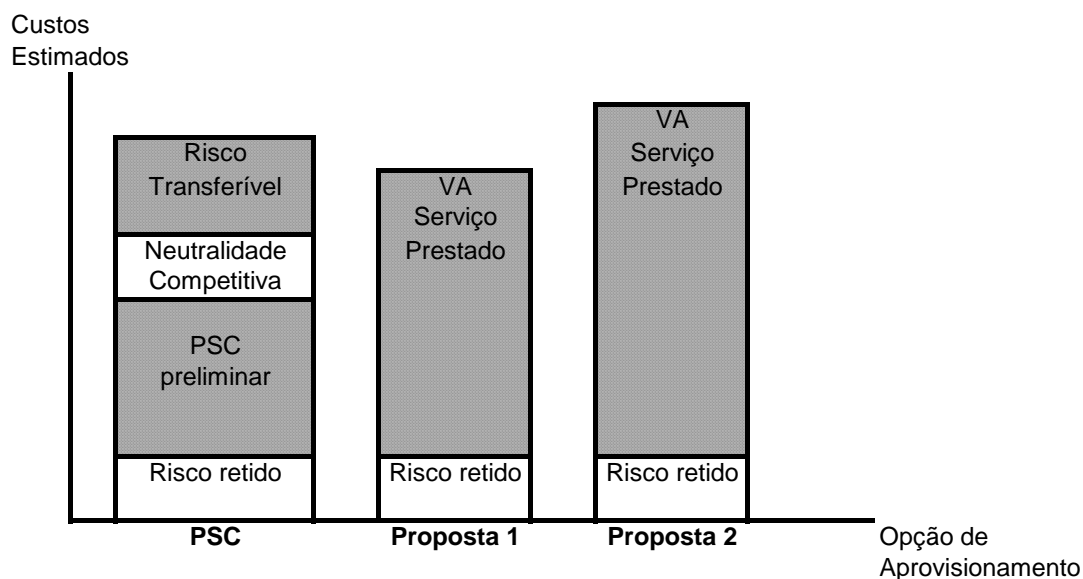 Custos
Estimados
Risco
Transferível
Neutralidade
Competitiva
PSC
preliminar
Risco retido
VA
Serviço
Prestado
Risco retido
VA
Serviço
Prestado
Risco retido
PSC
Proposta 1
Proposta 2
Opção de
Aprovisionamento